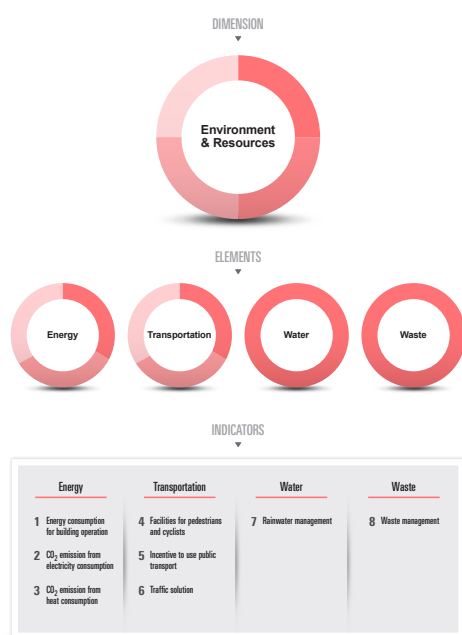 DIMENSION
Environment
& Resources
ELEMENTS
Energy
Transportation
Water
Waste
INDICATORS
Energy
1 Energy consumption
for building operation
2 CO₂ emission from
electricity consumption
3 CO₂ emission from
heat consumption
Transportation
4 Facilities for pedestrians
and cyclists
5 Incentive to use public
transport
6 Traffic solution
Water
7 Rainwater management
Waste
8 Waste management